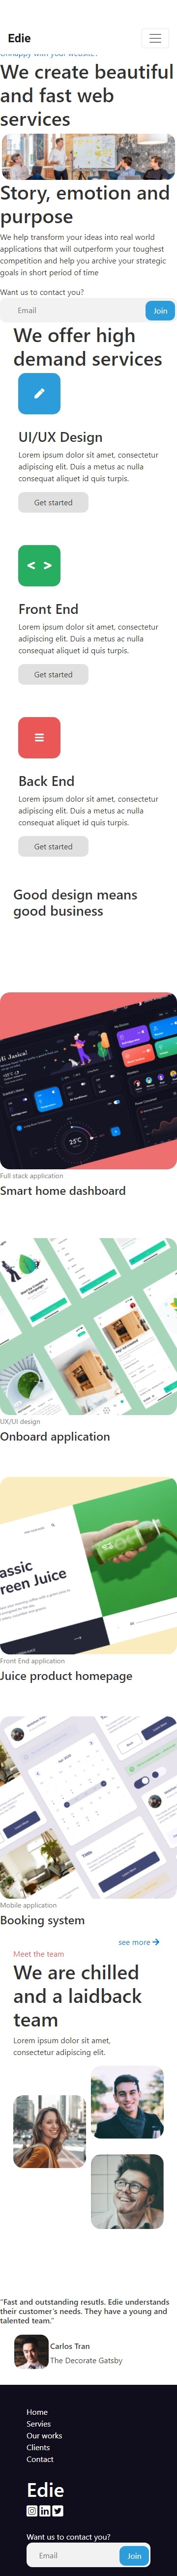 Edie
Unhappy with your website?
We create beautiful
and fast web
services
Story, emotion and
purpose
We help transform your ideas into real world
applications that will outperform your toughest
competition and help you archive your strategic
goals in short period of time
Want us to contact you?
Email
Join
We offer high
demand services
UI/UX Design
Lorem ipsum dolor sit amet, consectetur
adipiscing elit. Duis a metus ac nulla
consequat aliquet id quis turpis.
Get started
< >
Front End
Lorem ipsum dolor sit amet, consectetur
adipiscing elit. Duis a metus ac nulla
consequat aliquet id quis turpis.
Get started
Back End
Lorem ipsum dolor sit amet, consectetur
adipiscing elit. Duis a metus ac nulla
consequat aliquet id quis turpis.
Get started
Good design means
good business
Hi Jesica!
25°C
Full stack application
Smart home dashboard
UX/UI design
Onboard application
assic
reen Juice
Front End application
Juice product homepage
Title
Mobile application
Booking system
see more
Meet the team
We are chilled
and a laidback
team
Lorem ipsum dolor sit amet,
consectetur adipiscing elit.
“Fast and outstanding resutls. Edie understands
their customer’s needs. They have a young and
talented team.”
Carlos Tran
The Decorate Gatsby
Home
Servies
Our works
Clients
Contact
Edie
Want us to contact you?
Email
Join